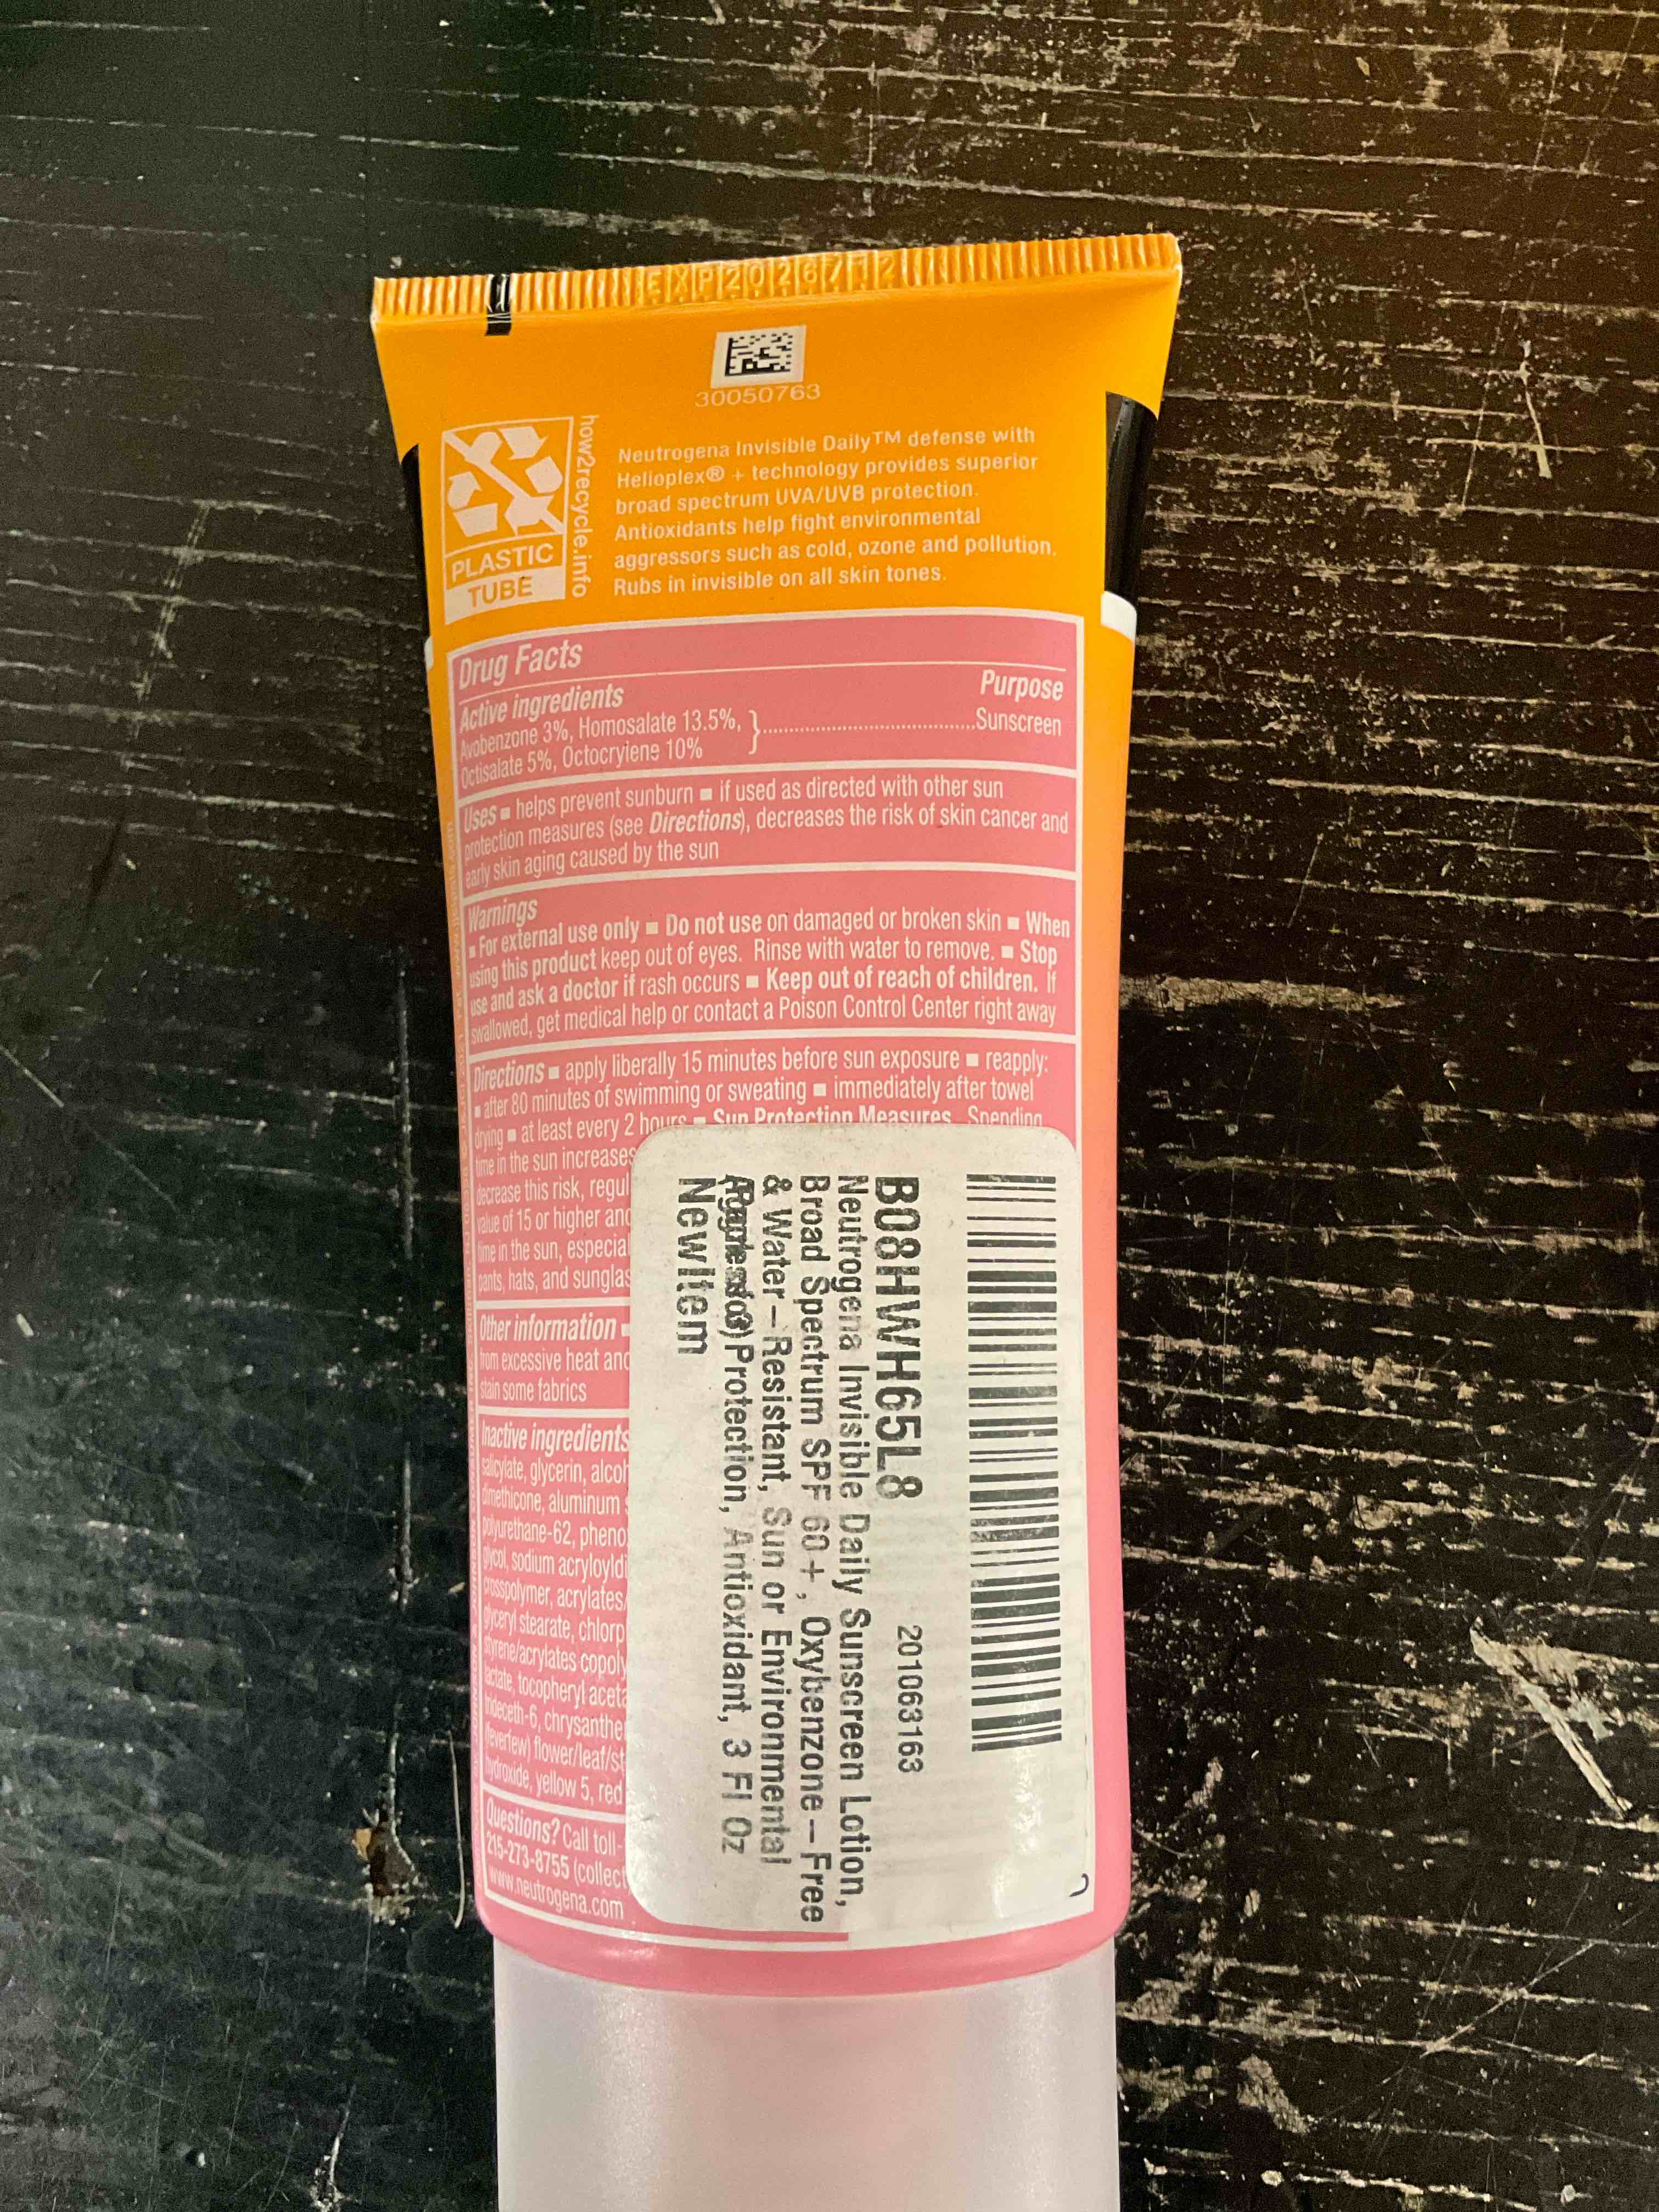 EXP2026/12
30050763
how2recycle.info
PLASTIC
TUBE
Neutrogena Invisible Daily™ defense with
Helioplex® + technology provides superior
broad spectrum UVA/UVB protection.
Antioxidants help fight environmental
aggressors such as cold, ozone and pollution.
Rubs in invisible on all skin tones.
Drug Facts
Active ingredients Purpose
Avobenzone 3%, Homosalate 13.5%,
Octisalate 5%, Octocrylene 10% }..............................Sunscreen
Uses ■ helps prevent sunburn ■ if used as directed with other sun
protection measures (see Directions), decreases the risk of skin cancer and
early skin aging caused by the sun
Warnings
■ For external use only ■ Do not use on damaged or broken skin ■ When
using this product keep out of eyes. Rinse with water to remove. ■ Stop
use and ask a doctor if rash occurs ■ Keep out of reach of children. If
swallowed, get medical help or contact a Poison Control Center right away
Directions ■ apply liberally 15 minutes before sun exposure ■ reapply:
■ after 80 minutes of swimming or sweating ■ immediately after towel
drying ■ at least every 2 hours ■ Sun Protection Measures. Spending
time in the sun increases
decrease this risk, regul
value of 15 or higher and
time in the sun, especial
pants, hats, and sunglas
Other information ■
from excessive heat and
stain some fabrics
Inactive ingredients
salicylate, glycerin, alcoh
dimethicone, aluminum s
polyurethane-62, pheno
glycol, sodium acryloyldi
crosspolymer, acrylates/
glyceryl stearate, chlorp
styrene/acrylates copoly
lactate, tocopheryl aceta
trideceth-6, chrysanthe
(feverfew) flower/leaf/st
hydroxide, yellow 5, red
Questions? Call toll-
215-273-8755 (collect
www.neutrogena.com
B08HWH65L8 201063163
Neutrogena Invisible Daily Sunscreen Lotion,
Broad Spectrum SPF 60+, Oxybenzone-Free
& Water-Resistant, Sun or Environmental
Protection, Antioxidant, 3 Fl Oz
NewItem